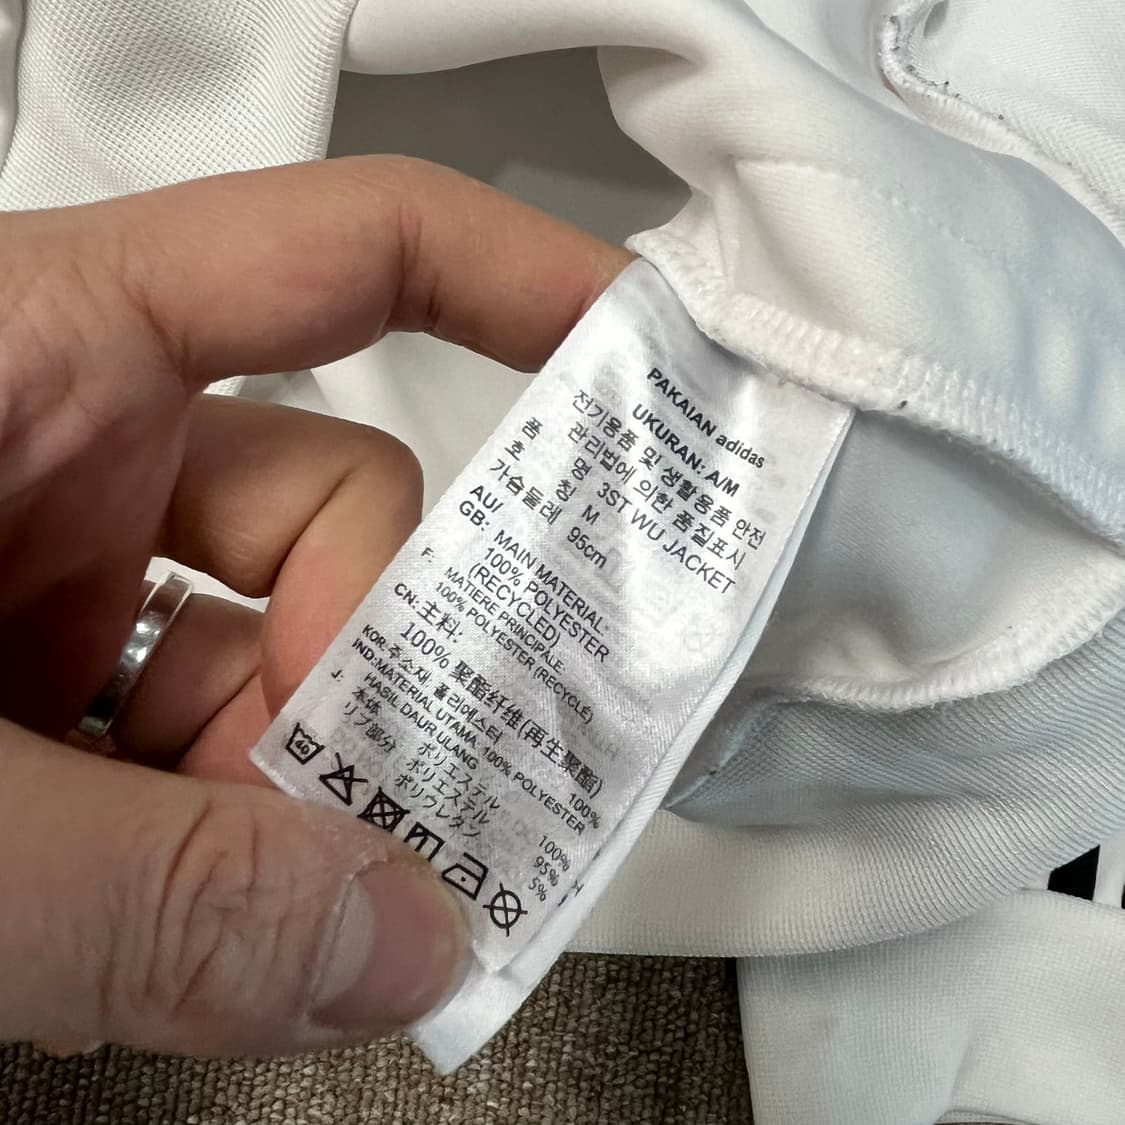 PAKAIAN adidas
UKURAN: A/M
전기용품 및 생활용품 안전
관리법에 의한 품질표시
품 명 3ST WU JACKET
호 칭 M
가슴둘레 95cm
AU/
GB: MAIN MATERIAL:
100% POLYESTER
(RECYCLED)
F: MATIERE PRINCIPALE
100% POLYESTER (RECYCLÉ)
CN: 主料:
100% 聚酯纤维(再生聚酯)
KOR: 주소재: 폴리에스터 100%
IND:MATERIAL UTAMA: 100% POLYESTER
HASIL DAUR ULANG
J: 本体 ポリエステル 100%
リブ部分 ポリエステル 95%
ポリウレタン 5%
40